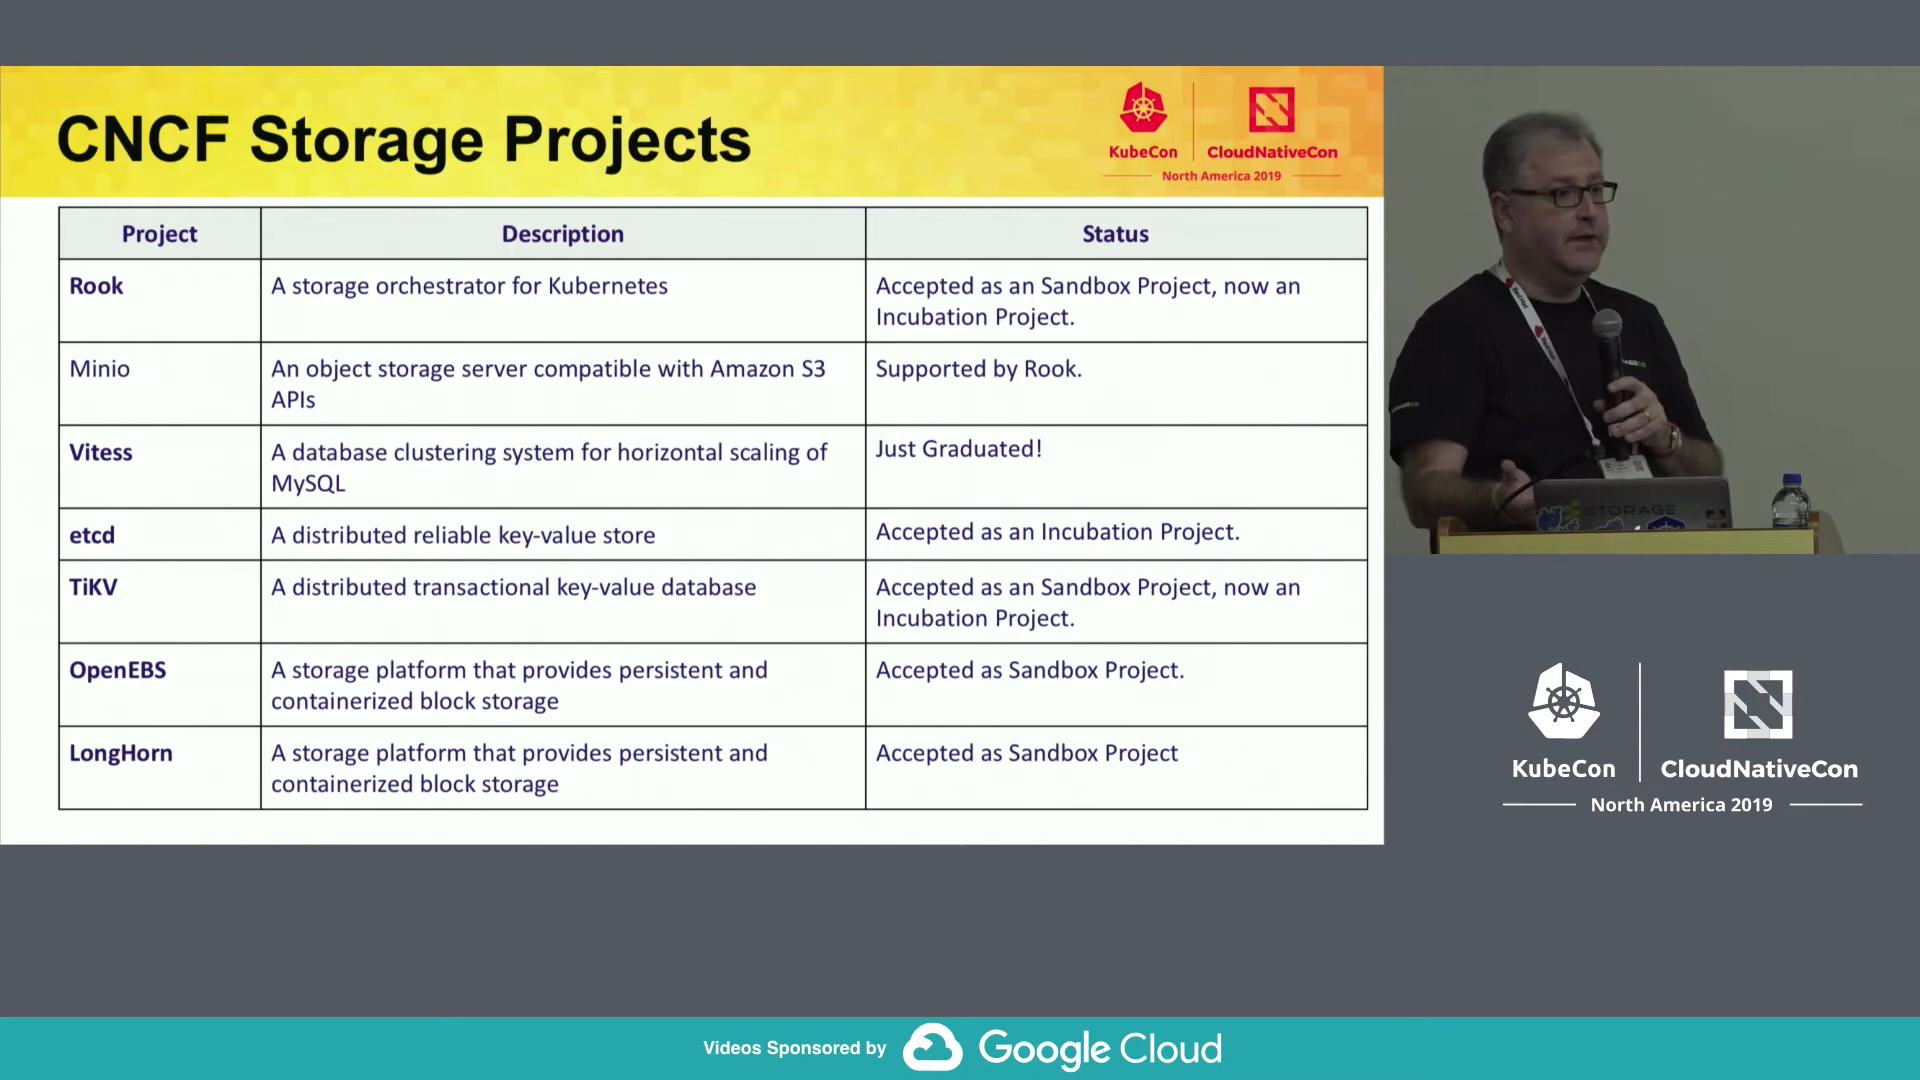 CNCF Storage Projects
KubeCon
CloudNativeCon
North America 2019
Project
Description
Status
Rook
A storage orchestrator for Kubernetes
Accepted as an Sandbox Project, now an
Incubation Project.
Minio
An object storage server compatible with Amazon S3
APIs
Supported by Rook.
Vitess
A database clustering system for horizontal scaling of
MySQL
Just Graduated!
etcd
A distributed reliable key-value store
Accepted as an Incubation Project.
TiKV
A distributed transactional key-value database
Accepted as an Sandbox Project, now an
Incubation Project.
OpenEBS
A storage platform that provides persistent and
containerized block storage
Accepted as Sandbox Project.
LongHorn
A storage platform that provides persistent and
containerized block storage
Accepted as Sandbox Project
STORAGE
KubeCon
CloudNativeCon
North America 2019
Videos Sponsored by
Google Cloud